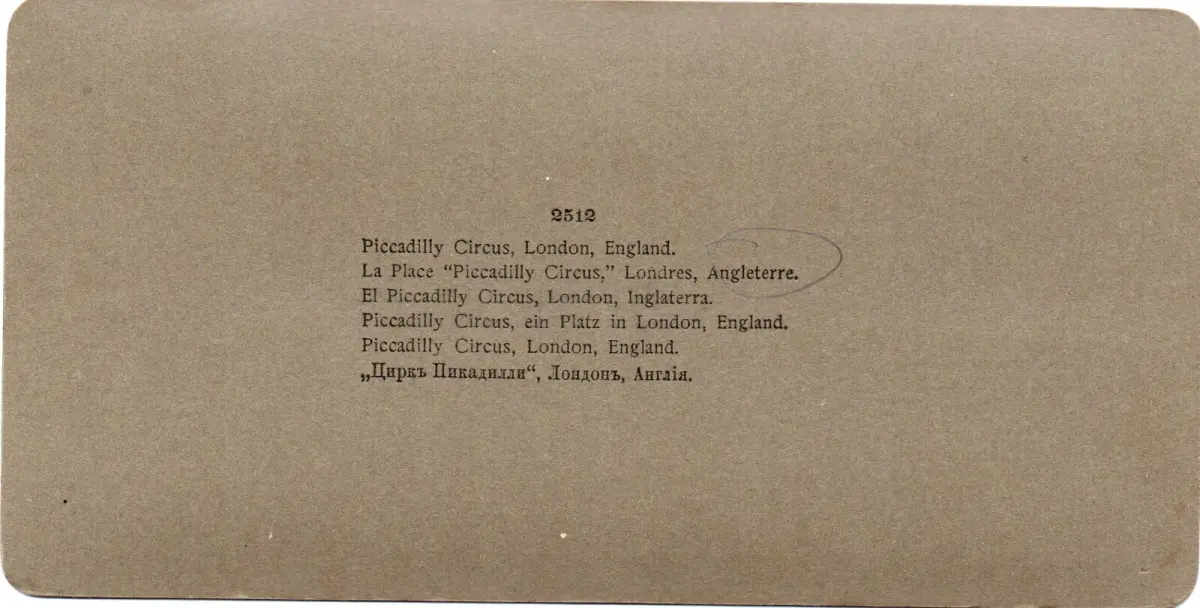 2512
Piccadilly Circus, London, England.
La Place “Piccadilly Circus,” Londres, Angleterre.
El Piccadilly Circus, London, Inglaterra.
Piccadilly Circus, ein Platz in London, England.
Piccadilly Circus, London, England.
„Циркъ Пикадилли“, Лондонъ, Англія.